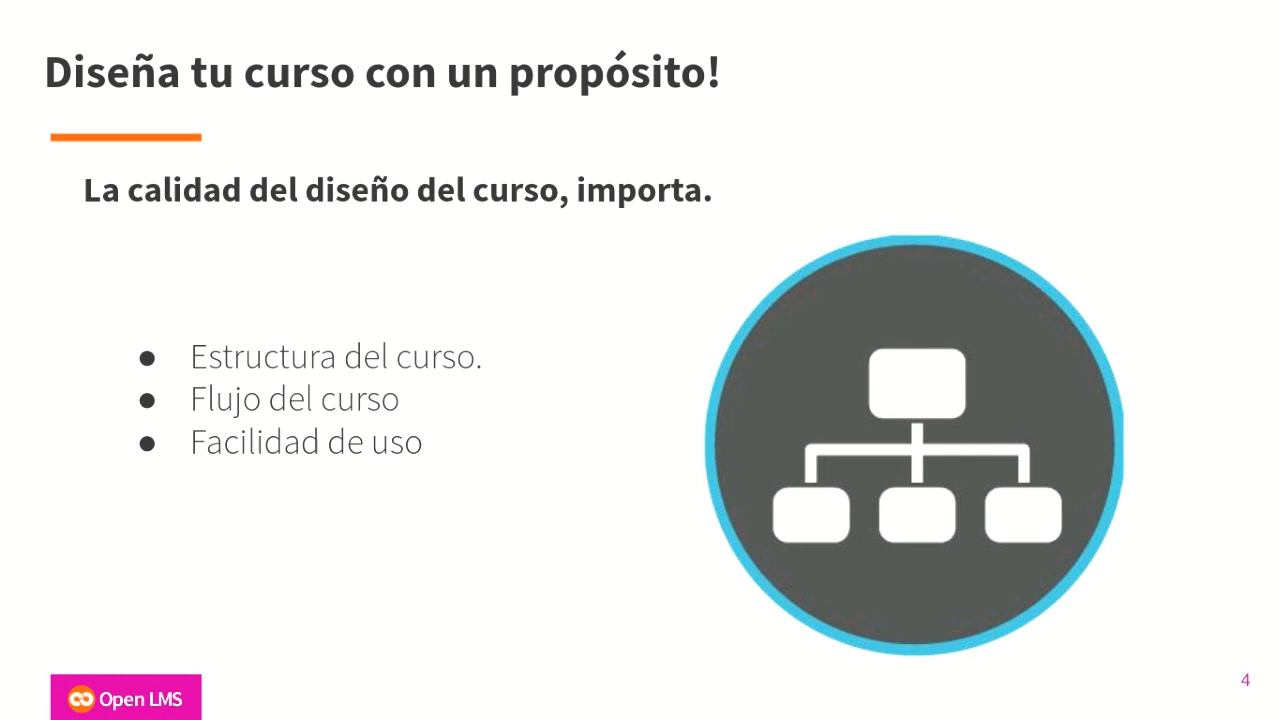 Diseña tu curso con un propósito!
La calidad del diseño del curso, importa.
● Estructura del curso.
● Flujo del curso
● Facilidad de uso
Open LMS
4